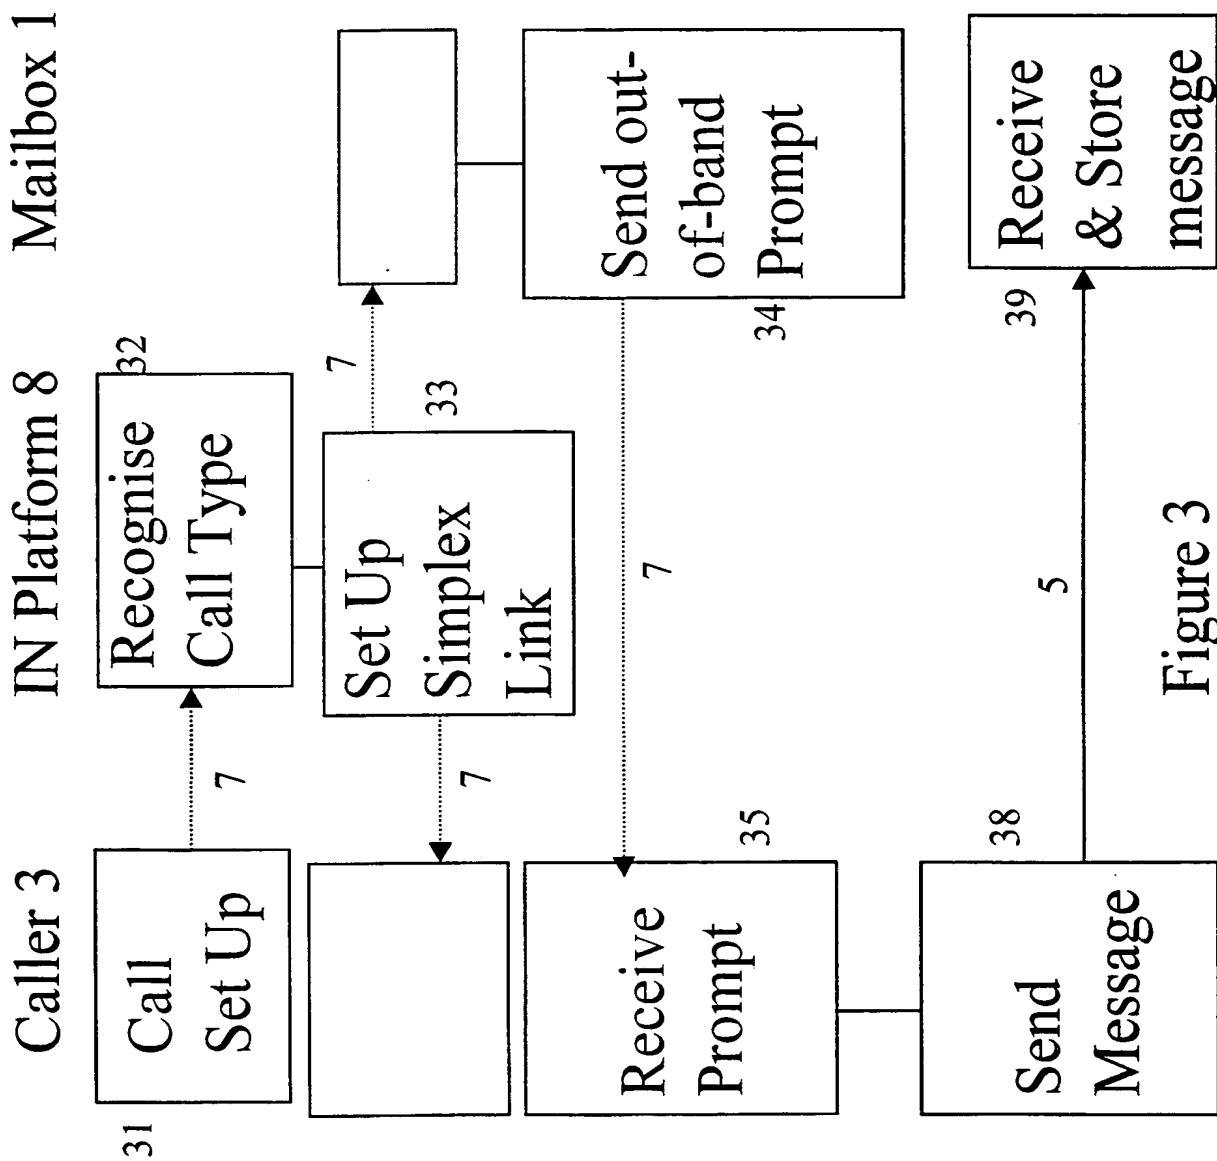 Caller 3
IN Platform 8
Mailbox 1
31
Call
Set Up
7
Recognise
Call Type
32
Set Up
Simplex
Link
33
7
7
Send out-
of-band
Prompt
34
7
Receive
Prompt
35
Send
Message
38
5
Receive
& Store
message
39
Figure 3